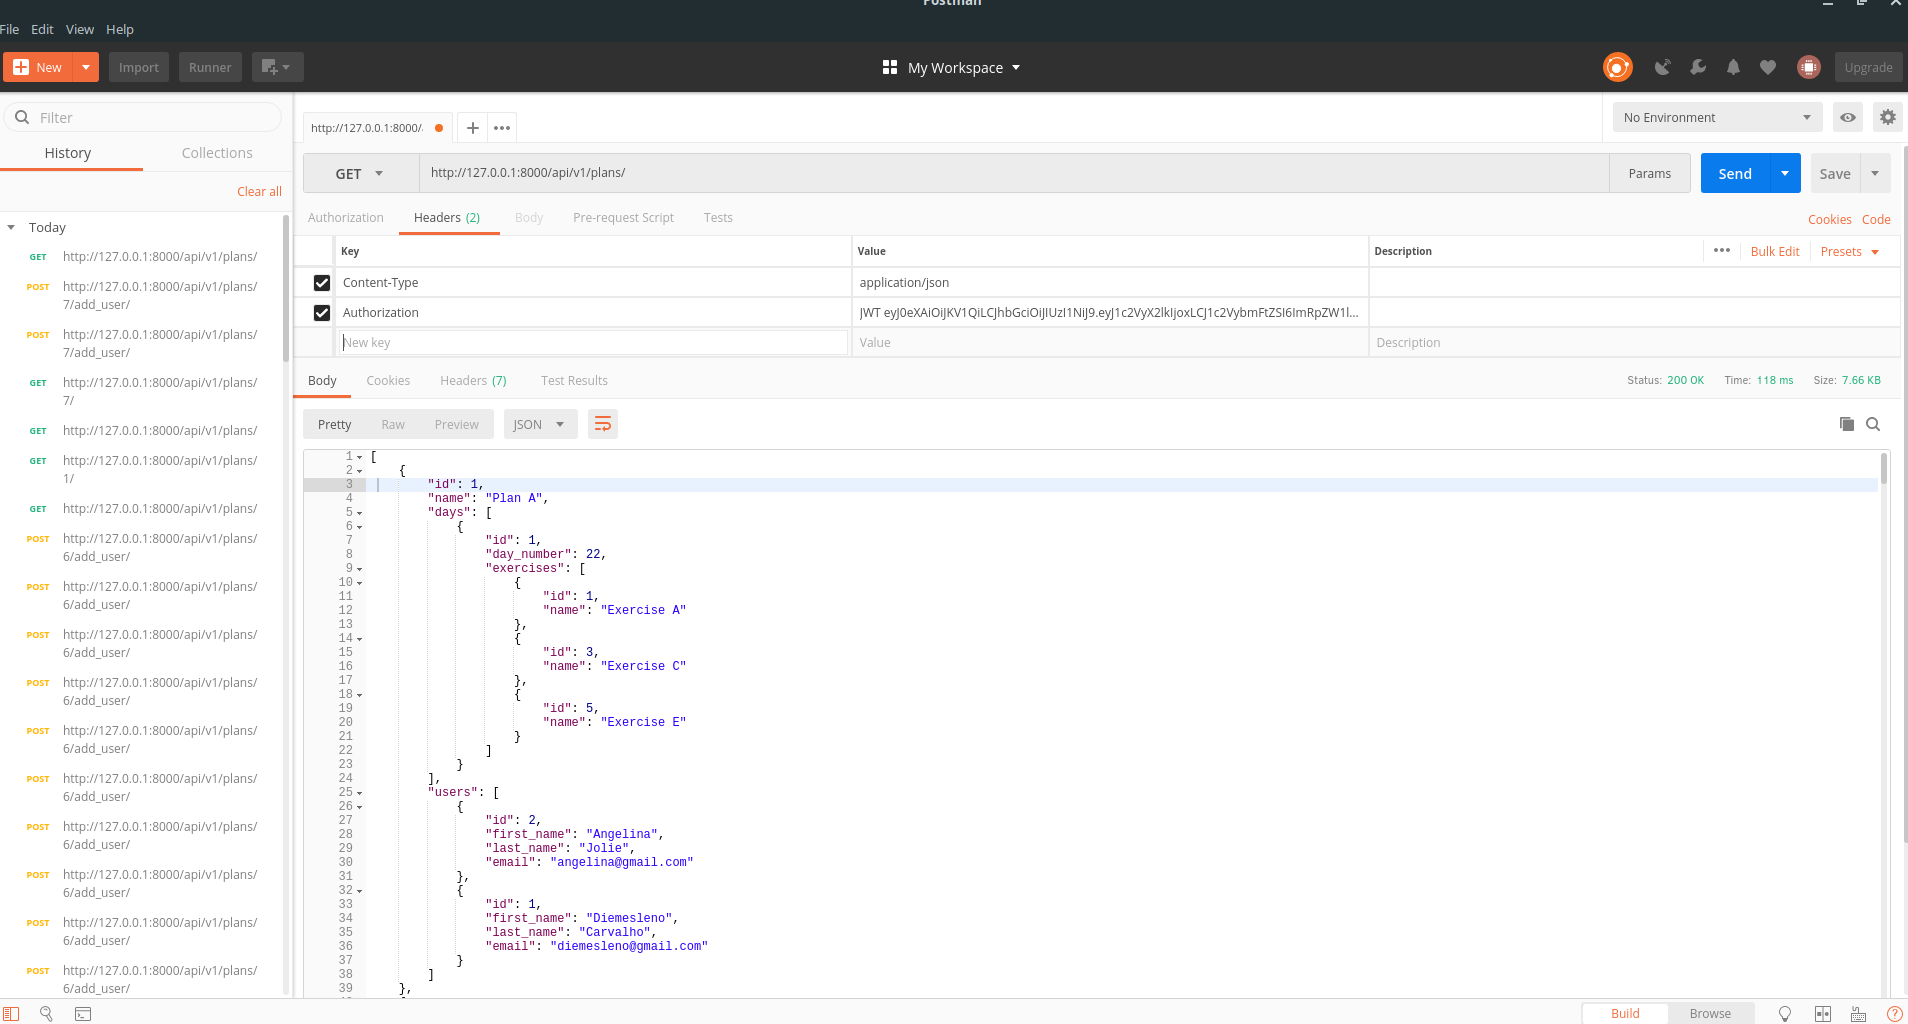 Postman
File Edit View Help
New Import Runner My Workspace Upgrade
Filter
History Collections
Clear all
Today
GET http://127.0.0.1:8000/api/v1/plans/
POST http://127.0.0.1:8000/api/v1/plans/
7/add_user/
POST http://127.0.0.1:8000/api/v1/plans/
7/add_user/
GET http://127.0.0.1:8000/api/v1/plans/
7/
GET http://127.0.0.1:8000/api/v1/plans/
GET http://127.0.0.1:8000/api/v1/plans/
1/
GET http://127.0.0.1:8000/api/v1/plans/
POST http://127.0.0.1:8000/api/v1/plans/
6/add_user/
POST http://127.0.0.1:8000/api/v1/plans/
6/add_user/
POST http://127.0.0.1:8000/api/v1/plans/
6/add_user/
POST http://127.0.0.1:8000/api/v1/plans/
6/add_user/
POST http://127.0.0.1:8000/api/v1/plans/
6/add_user/
POST http://127.0.0.1:8000/api/v1/plans/
6/add_user/
POST http://127.0.0.1:8000/api/v1/plans/
6/add_user/
POST http://127.0.0.1:8000/api/v1/plans/
6/add_user/
POST http://127.0.0.1:8000/api/v1/plans/
6/add_user/
POST http://127.0.0.1:8000/api/v1/plans/
6/add_user/
http://127.0.0.1:8000/
No Environment
GET http://127.0.0.1:8000/api/v1/plans/ Params Send Save
Authorization Headers (2) Body Pre-request Script Tests Cookies Code
Key Value Description Bulk Edit Presets
Content-Type application/json
Authorization JWT eyJ0eXAiOiJKV1QiLCJhbGciOiJIUzI1NiJ9.eyJ1c2VyX2lkIjoxLCJ1c2VybmFtZSI6ImRpZW1l...
New key Value Description
Body Cookies Headers (7) Test Results Status: 200 OK Time: 118 ms Size: 7.66 KB
Pretty Raw Preview JSON
1 [
2 {
3 "id": 1,
4 "name": "Plan A",
5 "days": [
6 {
7 "id": 1,
8 "day_number": 22,
9 "exercises": [
10 {
11 "id": 1,
12 "name": "Exercise A"
13 },
14 {
15 "id": 3,
16 "name": "Exercise C"
17 },
18 {
19 "id": 5,
20 "name": "Exercise E"
21 }
22 ]
23 }
24 ],
25 "users": [
26 {
27 "id": 2,
28 "first_name": "Angelina",
29 "last_name": "Jolie",
30 "email": "angelina@gmail.com"
31 },
32 {
33 "id": 1,
34 "first_name": "Diemesleno",
35 "last_name": "Carvalho",
36 "email": "diemesleno@gmail.com"
37 }
38 ]
39 },
Build Browse